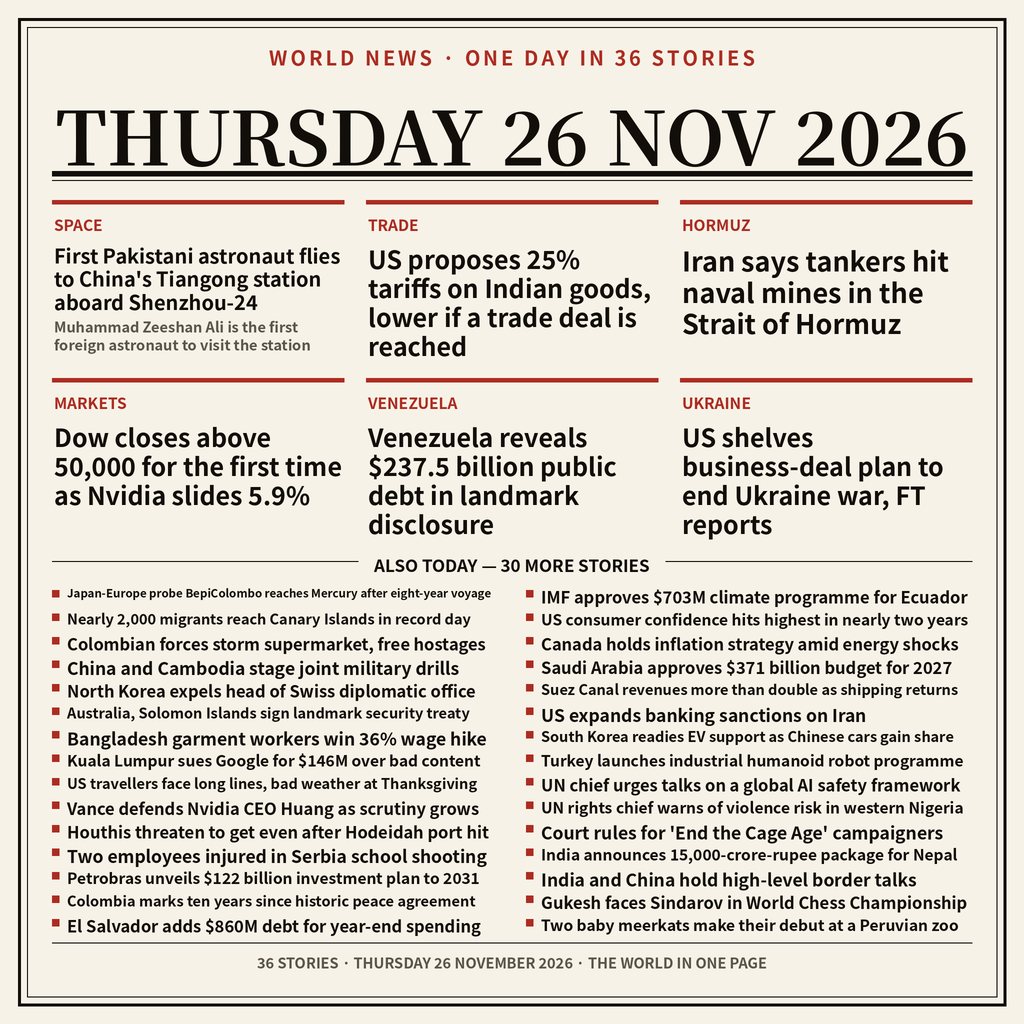 WORLD NEWS · ONE DAY IN 36 STORIES
THURSDAY 26 NOV 2026
SPACE
First Pakistani astronaut flies
to China's Tiangong station
aboard Shenzhou-24
Muhammad Zeeshan Ali is the first
foreign astronaut to visit the station
TRADE
US proposes 25%
tariffs on Indian goods,
lower if a trade deal is
reached
HORMUZ
Iran says tankers hit
naval mines in the
Strait of Hormuz
MARKETS
Dow closes above
50,000 for the first time
as Nvidia slides 5.9%
VENEZUELA
Venezuela reveals
$237.5 billion public
debt in landmark
disclosure
UKRAINE
US shelves
business-deal plan to
end Ukraine war, FT
reports
ALSO TODAY — 30 MORE STORIES
Japan-Europe probe BepiColombo reaches Mercury after eight-year voyage
Nearly 2,000 migrants reach Canary Islands in record day
Colombian forces storm supermarket, free hostages
China and Cambodia stage joint military drills
North Korea expels head of Swiss diplomatic office
Australia, Solomon Islands sign landmark security treaty
Bangladesh garment workers win 36% wage hike
Kuala Lumpur sues Google for $146M over bad content
US travellers face long lines, bad weather at Thanksgiving
Vance defends Nvidia CEO Huang as scrutiny grows
Houthis threaten to get even after Hodeidah port hit
Two employees injured in Serbia school shooting
Petrobras unveils $122 billion investment plan to 2031
Colombia marks ten years since historic peace agreement
El Salvador adds $860M debt for year-end spending
IMF approves $703M climate programme for Ecuador
US consumer confidence hits highest in nearly two years
Canada holds inflation strategy amid energy shocks
Saudi Arabia approves $371 billion budget for 2027
Suez Canal revenues more than double as shipping returns
US expands banking sanctions on Iran
South Korea readies EV support as Chinese cars gain share
Turkey launches industrial humanoid robot programme
UN chief urges talks on a global AI safety framework
UN rights chief warns of violence risk in western Nigeria
Court rules for 'End the Cage Age' campaigners
India announces 15,000-crore-rupee package for Nepal
India and China hold high-level border talks
Gukesh faces Sindarov in World Chess Championship
Two baby meerkats make their debut at a Peruvian zoo
36 STORIES · THURSDAY 26 NOVEMBER 2026 · THE WORLD IN ONE PAGE